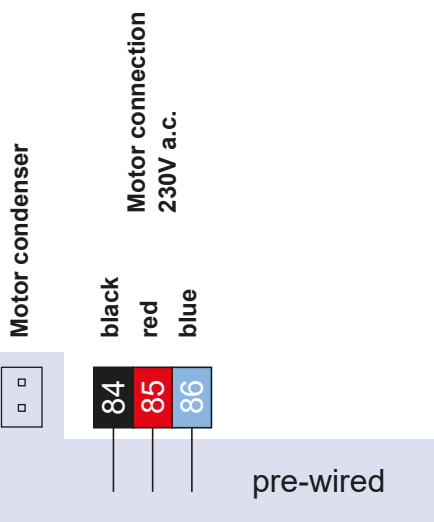 Motor condenser
Motor connection
230V a.c.
black
red
blue
84
85
86
pre-wired